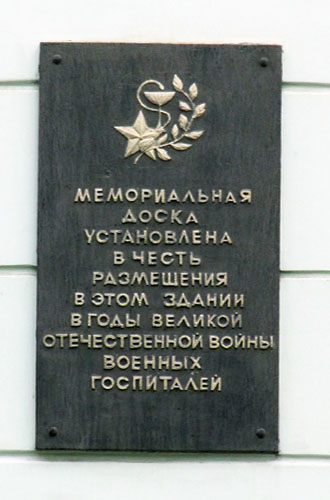 МЕМОРИАЛЬНАЯ
ДОСКА
УСТАНОВЛЕНА
В ЧЕСТЬ
РАЗМЕЩЕНИЯ
В ЭТОМ ЗДАНИИ
В ГОДЫ ВЕЛИКОЙ
ОТЕЧЕСТВЕННОЙ ВОЙНЫ
ВОЕННЫХ
ГОСПИТАЛЕЙ